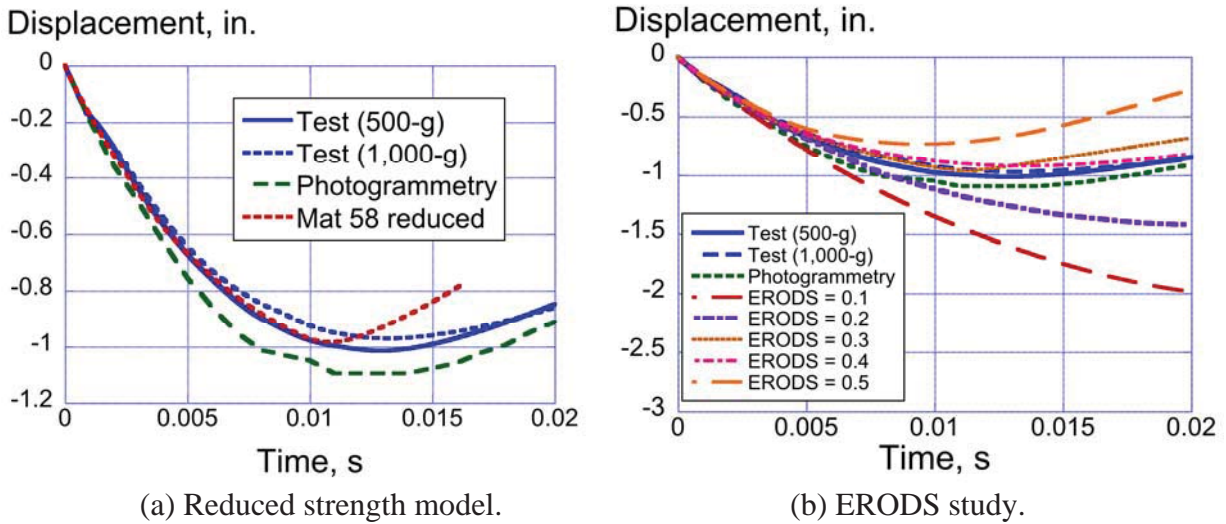 Displacement, in.
0
-0.2
-0.4
-0.6
-0.8
-1
-1.2
0
0.005
0.01
0.015
0.02
Time, s
Test (500-g)
Test (1,000-g)
Photogrammetry
Mat 58 reduced
(a) Reduced strength model.
Displacement, in.
0
-0.5
-1
-1.5
-2
-2.5
-3
0
0.005
0.01
0.015
0.02
Time, s
Test (500-g)
Test (1,000-g)
Photogrammetry
ERODS = 0.1
ERODS = 0.2
ERODS = 0.3
ERODS = 0.4
ERODS = 0.5
(b) ERODS study.